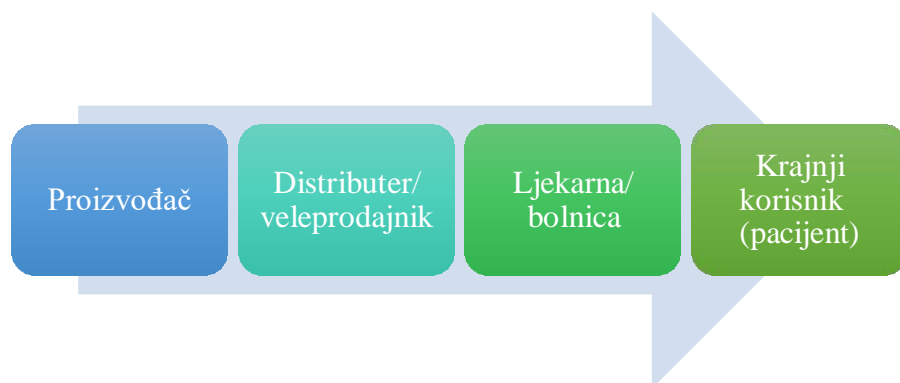 Proizvođač
Distributer/
veleprodajnik
Ljekarna/
bolnica
Krajnji
korisnik
(pacijent)